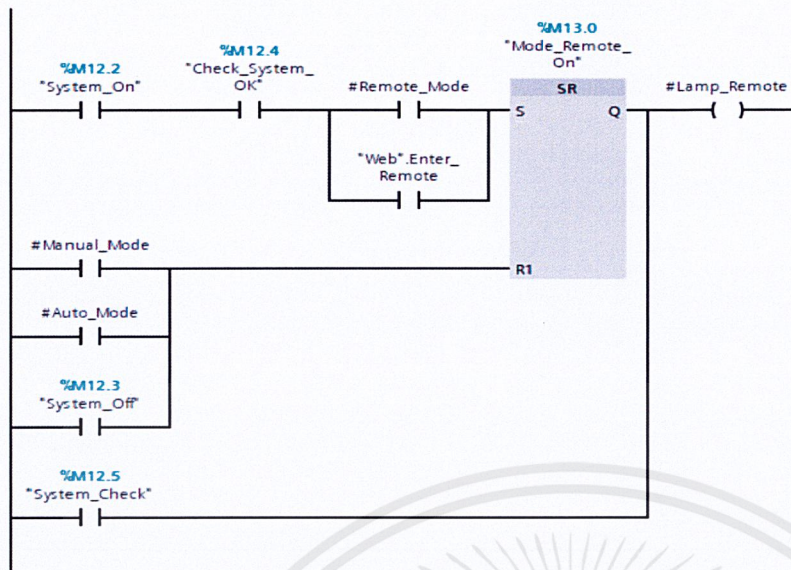 %M13.0
"Mode_Remote_
On"
%M12.4
"Check_System_
OK"
%M12.2
"System_On"
#Remote_Mode
SR
#Lamp_Remote
S
Q
"Web".Enter_
Remote
#Manual_Mode
R1
#Auto_Mode
%M12.3
"System_Off"
%M12.5
"System_Check"